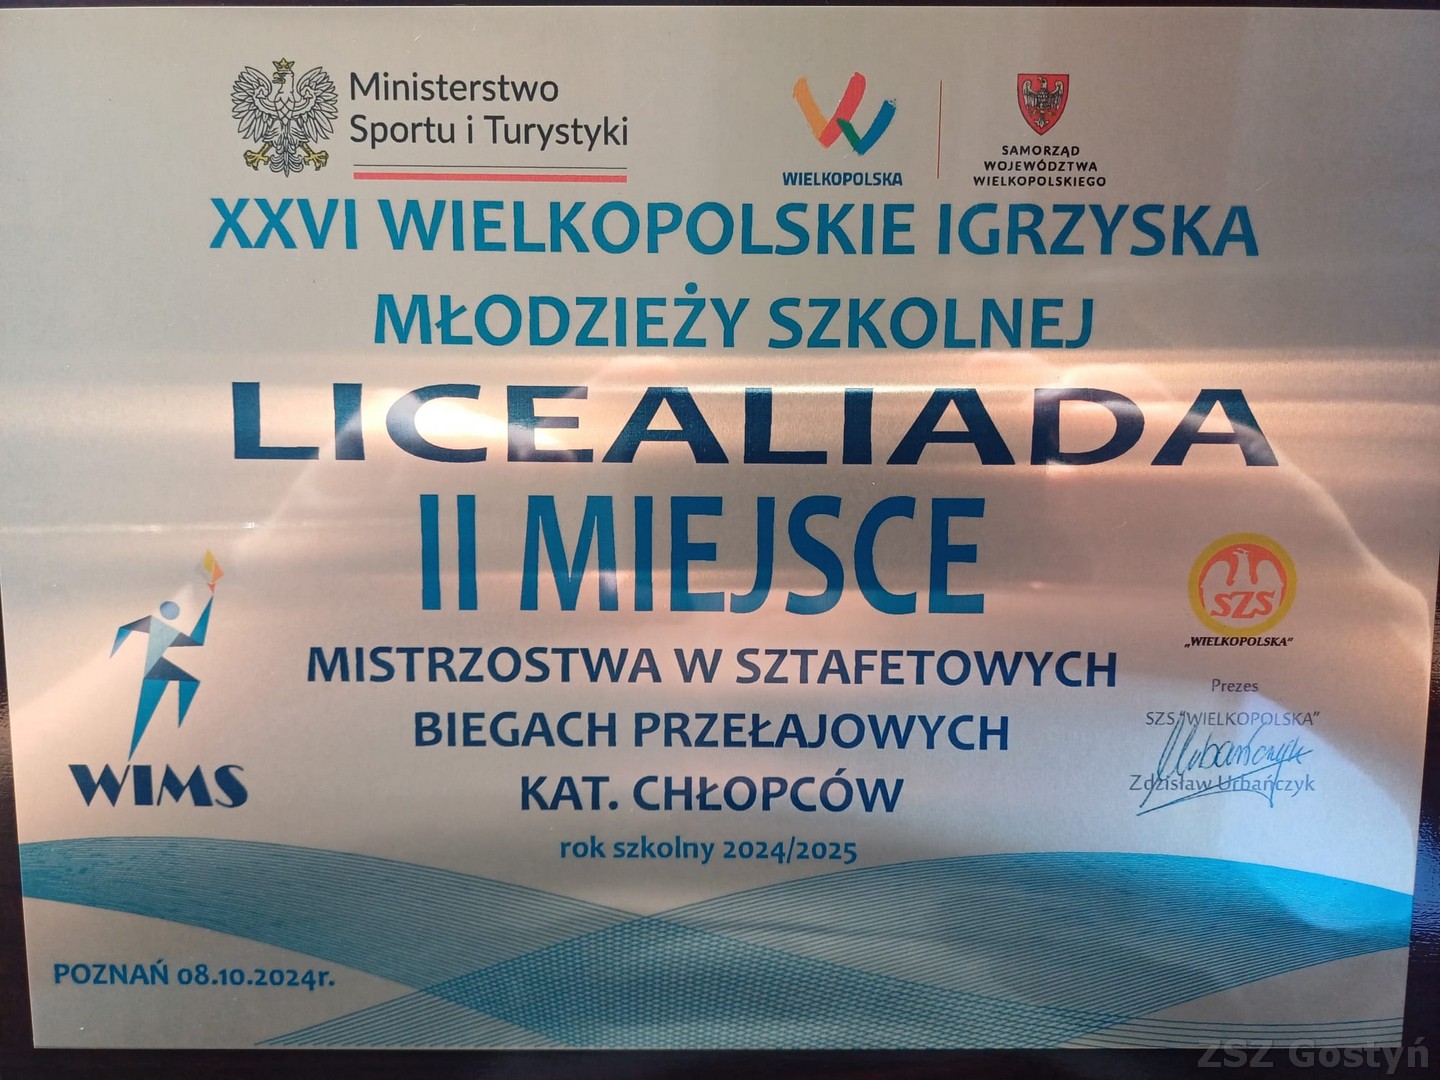 Ministerstwo
Sportu i Turystyki
WIELKOPOLSKA
SAMORZĄD
WOJEWÓDZTWA
WIELKOPOLSKIEGO
XXVI WIELKOPOLSKIE IGRZYSKA
MŁODZIEŻY SZKOLNEJ
LICEALIADA
II MIEJSCE
MISTRZOSTWA W SZTAFETOWYCH
BIEGACH PRZEŁAJOWYCH
KAT. CHŁOPCÓW
rok szkolny 2024/2025
WIMS
SZS
„WIELKOPOLSKA"
Prezes
SZS "WIELKOPOLSKA"
Urbańczyk
Zdzisław Urbańczyk
POZNAŃ 08.10.2024r.
ZSZ Gostyń